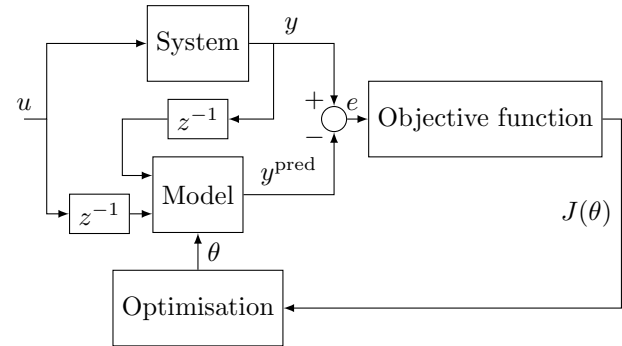 System
y
u
+
e
Objective function
z⁻¹
−
y^pred
Model
z⁻¹
J(θ)
θ
Optimisation